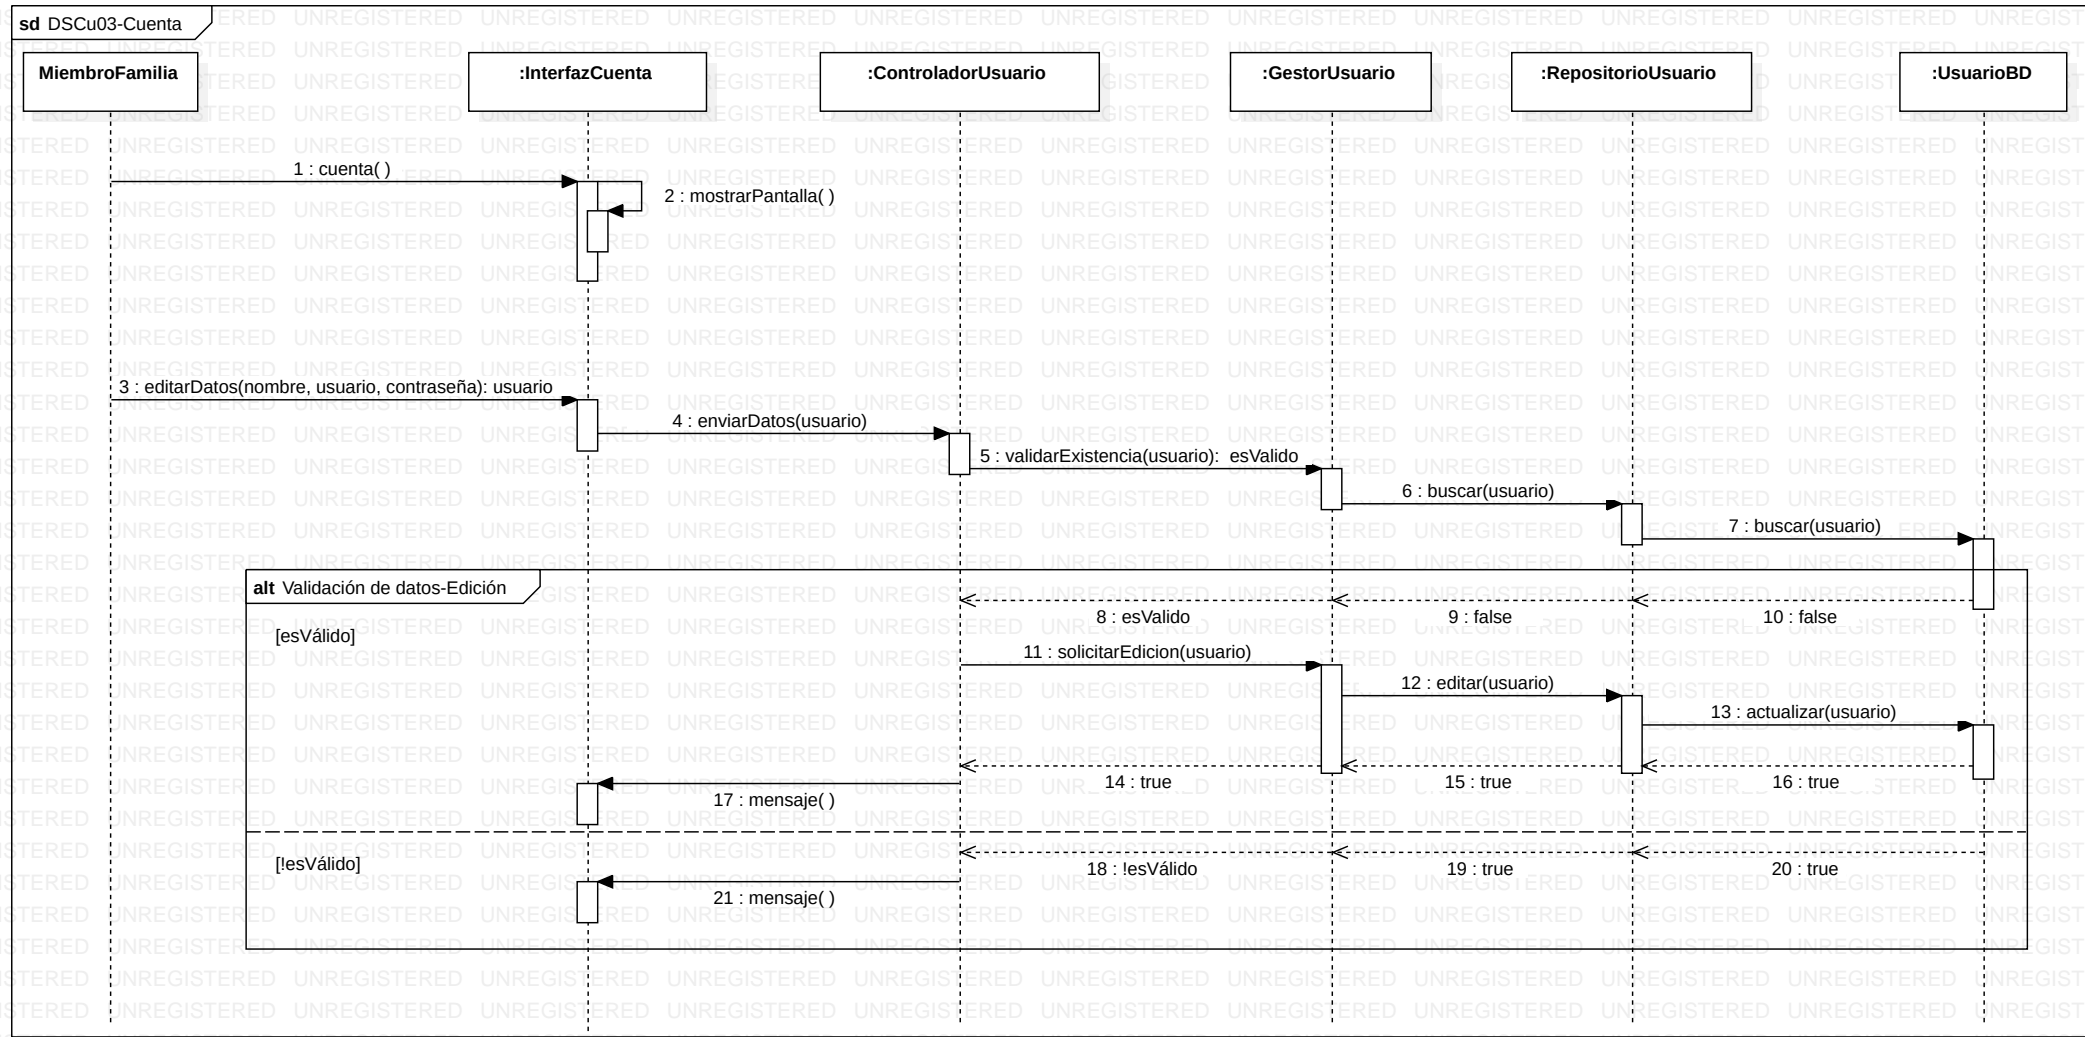 sd DSCu03-Cuenta
MiembroFamilia
:InterfazCuenta
:ControladorUsuario
:GestorUsuario
:RepositorioUsuario
:UsuarioBD
1 : cuenta( )
2 : mostrarPantalla( )
3 : editarDatos(nombre, usuario, contraseña): usuario
4 : enviarDatos(usuario)
5 : validarExistencia(usuario):  esValido
6 : buscar(usuario)
7 : buscar(usuario)
alt Validación de datos-Edición
8 : esValido
9 : false
10 : false
[esVálido]
11 : solicitarEdicion(usuario)
12 : editar(usuario)
13 : actualizar(usuario)
14 : true
15 : true
16 : true
17 : mensaje( )
[!esVálido]
18 : !esVálido
19 : true
20 : true
21 : mensaje( )
UNREGISTERED